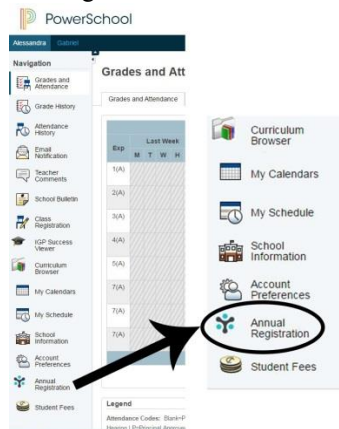 PowerSchool
Alessandra Gabriel
Navigation
Grades and
Attendance
Grade History
Attendance
History
Email
Notification
Teacher
Comments
School Bulletin
Class
Registration
IGP Success
Viewer
Curriculum
Browser
My Calendars
My Schedule
School
Information
Account
Preferences
Annual
Registration
Student Fees
Grades and Att
Grades and Attendance
Exp
Last Week
M T W H
1(A)
2(A)
3(A)
4(A)
5(A)
7(A)
7(A)
7(A)
Legend
Attendance Codes: Blank=P
Curriculum
Browser
My Calendars
My Schedule
School
Information
Account
Preferences
Annual
Registration
Student Fees